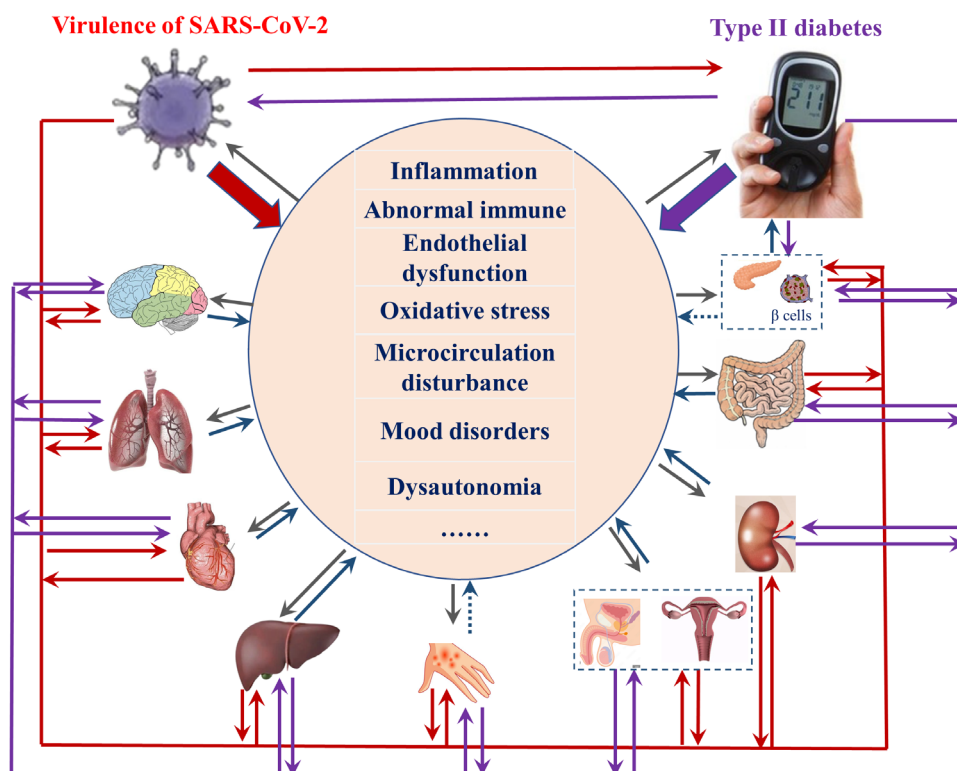 Virulence of SARS-CoV-2
Type II diabetes
211
Inflammation
Abnormal immune
Endothelial
dysfunction
Oxidative stress
β cells
Microcirculation
disturbance
Mood disorders
Dysautonomia
......